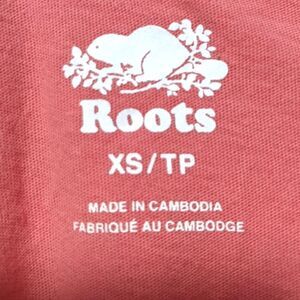 Roots
XS/TP
MADE IN CAMBODIA
FABRIQUÉ AU CAMBODGE